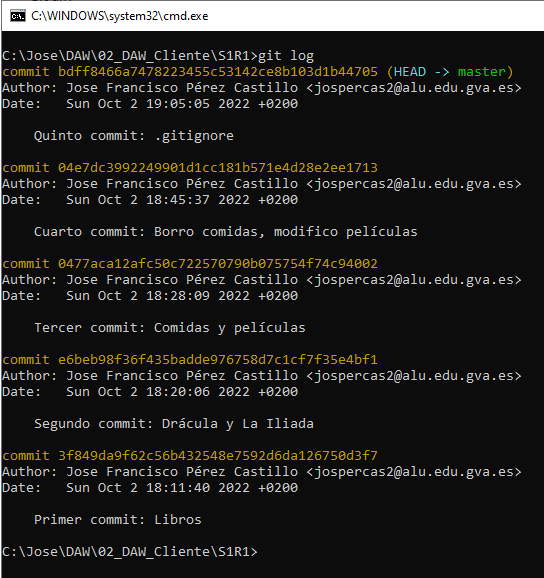 C:\WINDOWS\system32\cmd.exe
C:\Jose\DAW\02_DAW_Cliente\S1R1>git log
commit bdff8466a7478223455c53142ce8b103d1b44705 (HEAD -> master)
Author: Jose Francisco Pérez Castillo <jospercas2@alu.edu.gva.es>
Date:   Sun Oct 2 19:05:05 2022 +0200
Quinto commit: .gitignore
commit 04e7dc3992249901d1cc181b571e4d28e2ee1713
Author: Jose Francisco Pérez Castillo <jospercas2@alu.edu.gva.es>
Date:   Sun Oct 2 18:45:37 2022 +0200
Cuarto commit: Borro comidas, modifico películas
commit 0477aca12afc50c722570790b075754f74c94002
Author: Jose Francisco Pérez Castillo <jospercas2@alu.edu.gva.es>
Date:   Sun Oct 2 18:28:09 2022 +0200
Tercer commit: Comidas y películas
commit e6beb98f36f435badde976758d7c1cf7f35e4bf1
Author: Jose Francisco Pérez Castillo <jospercas2@alu.edu.gva.es>
Date:   Sun Oct 2 18:20:06 2022 +0200
Segundo commit: Drácula y La Iliada
commit 3f849da9f62c56b432548e7592d6da126750d3f7
Author: Jose Francisco Pérez Castillo <jospercas2@alu.edu.gva.es>
Date:   Sun Oct 2 18:11:40 2022 +0200
Primer commit: Libros
C:\Jose\DAW\02_DAW_Cliente\S1R1>